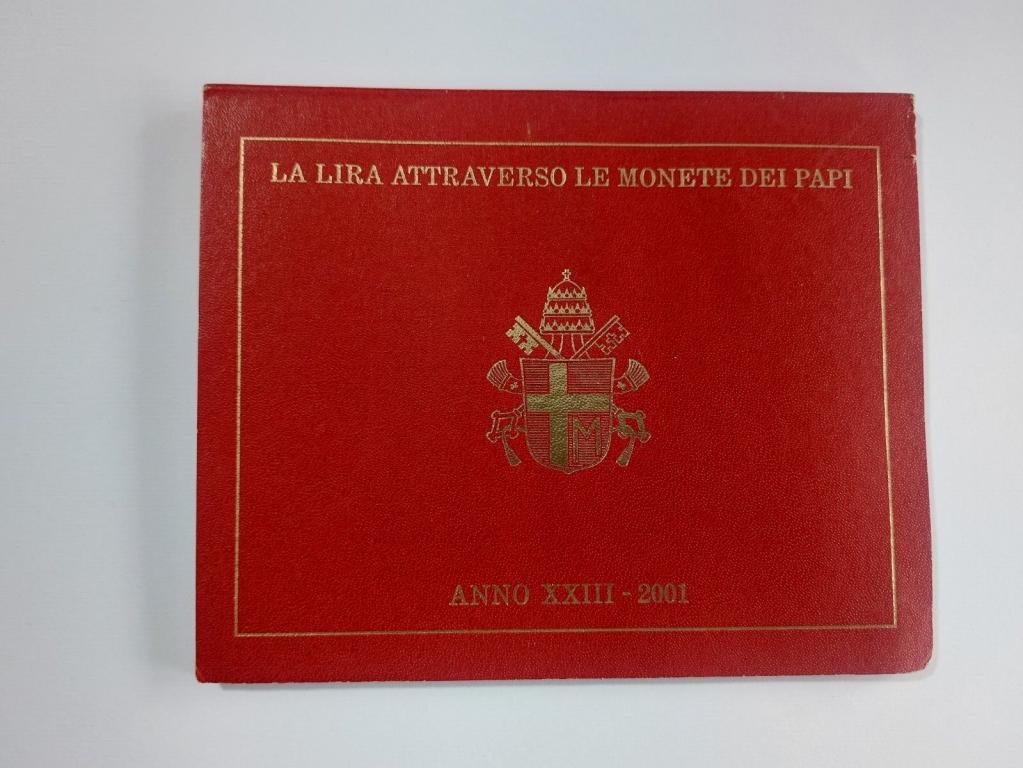 LA LIRA ATTRAVERSO LE MONETE DEI PAPI
M
ANNO XXIII - 2001